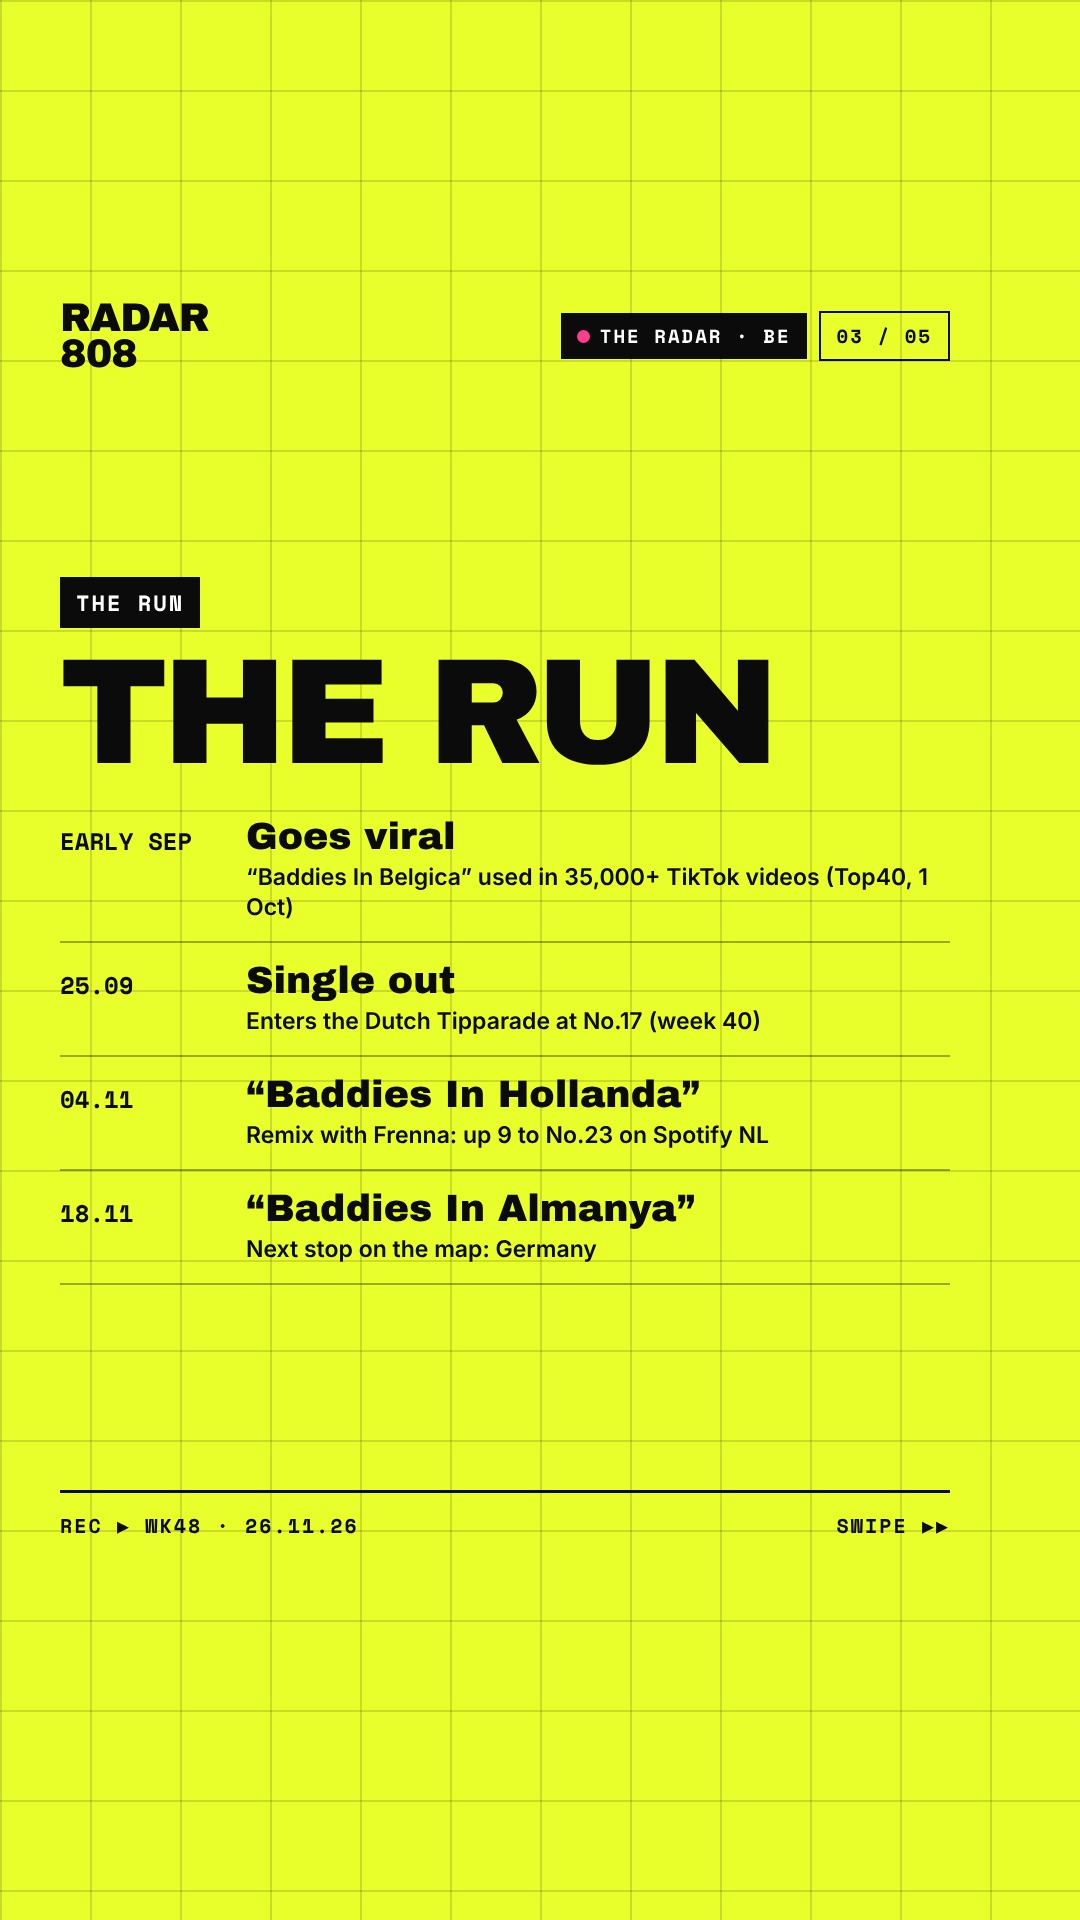 RADAR
808
THE RADAR · BE
03 / 05
THE RUN
THE RUN
EARLY SEP
Goes viral
“Baddies In Belgica” used in 35,000+ TikTok videos (Top40, 1
Oct)
25.09
Single out
Enters the Dutch Tipparade at No.17 (week 40)
04.11
“Baddies In Hollanda”
Remix with Frenna: up 9 to No.23 on Spotify NL
18.11
“Baddies In Almanya”
Next stop on the map: Germany
REC ▶ WK48 · 26.11.26
SWIPE ▶▶